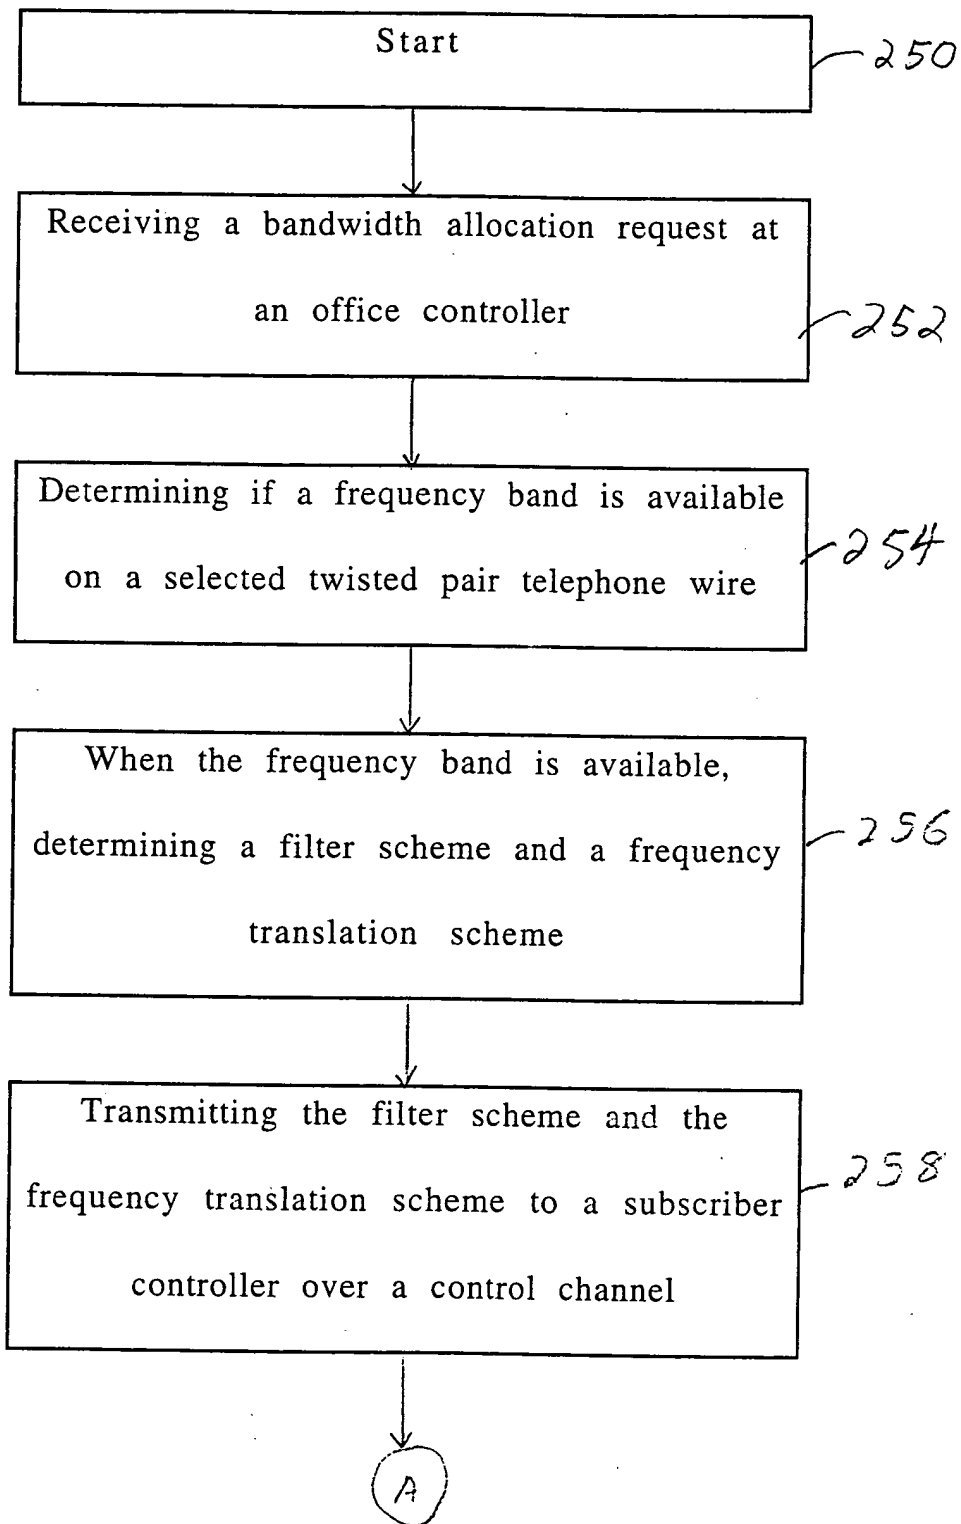 Start
250
Receiving a bandwidth allocation request at
an office controller
252
Determining if a frequency band is available
254
on a selected twisted pair telephone wire
When the frequency band is available,
256
determining a filter scheme and a frequency
translation scheme
Transmitting the filter scheme and the
258
frequency translation scheme to a subscriber
controller over a control channel
A